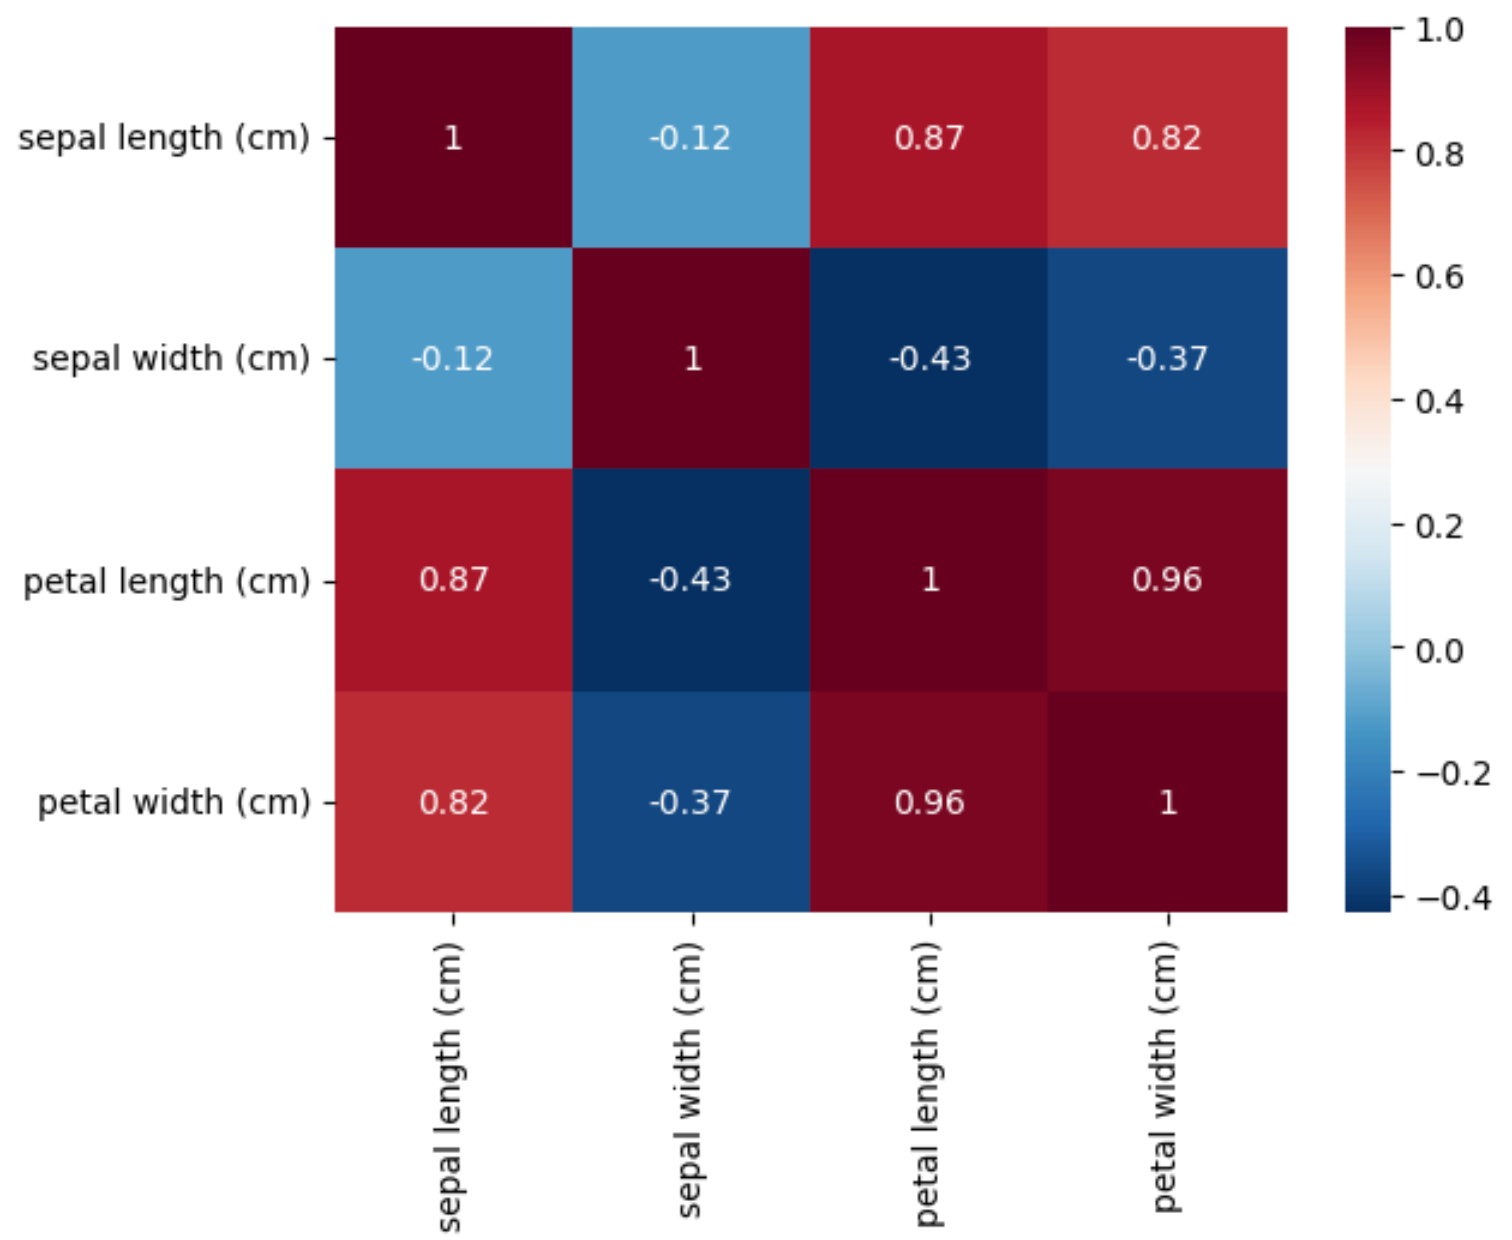 sepal length (cm) 1 -0.12 0.87 0.82
sepal width (cm) -0.12 1 -0.43 -0.37
petal length (cm) 0.87 -0.43 1 0.96
petal width (cm) 0.82 -0.37 0.96 1
sepal length (cm)
sepal width (cm)
petal length (cm)
petal width (cm)
1.0
0.8
0.6
0.4
0.2
0.0
−0.2
−0.4